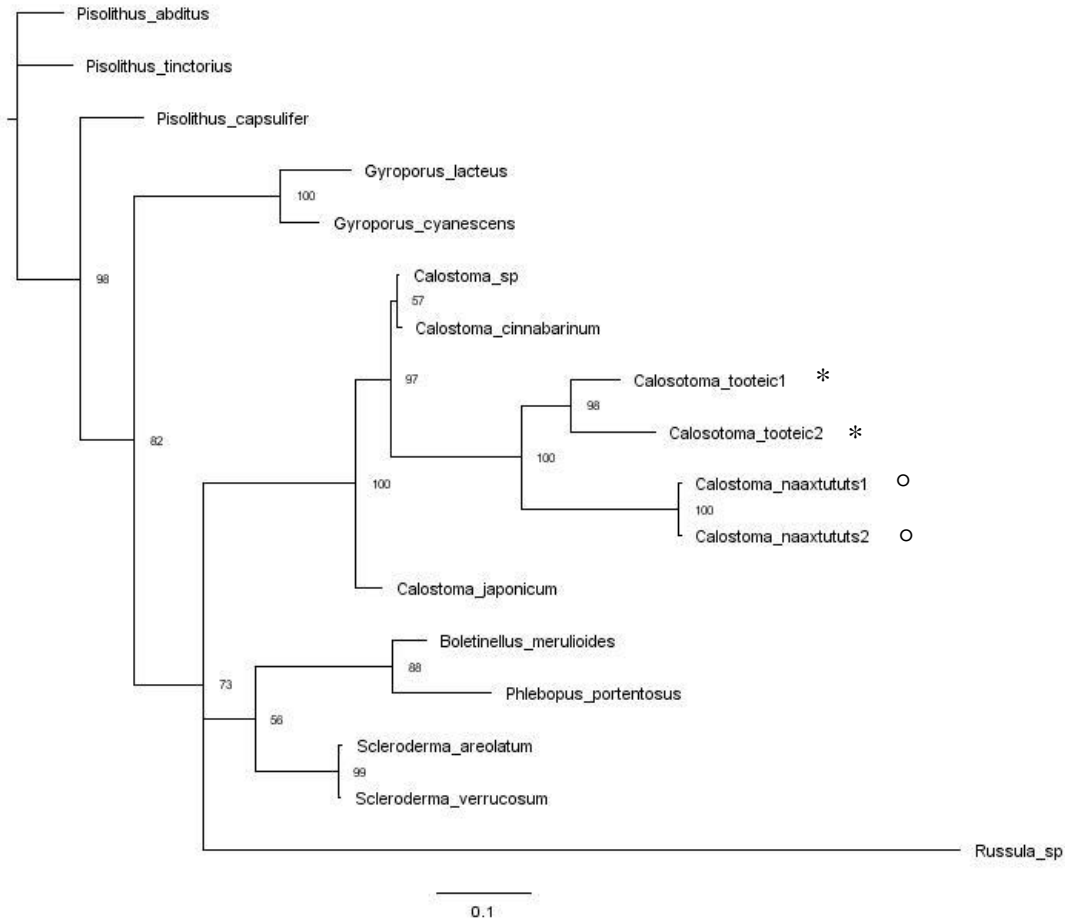 Pisolithus_abditus
Pisolithus_tinctorius
Pisolithus_capsulifer
Gyroporus_lacteus
100
Gyroporus_cyanescens
98
Calostoma_sp
57
Calostoma_cinnabarinum
97
Calosotoma_tooteic1 *
98
Calosotoma_tooteic2 *
82
100
100
Calostoma_naaxtututs1
100
Calostoma_naaxtututs2
Calostoma_japonicum
Boletinellus_merulioides
88
73
Phlebopus_portentosus
56
Scleroderma_areolatum
99
Scleroderma_verrucosum
Russula_sp
0.1